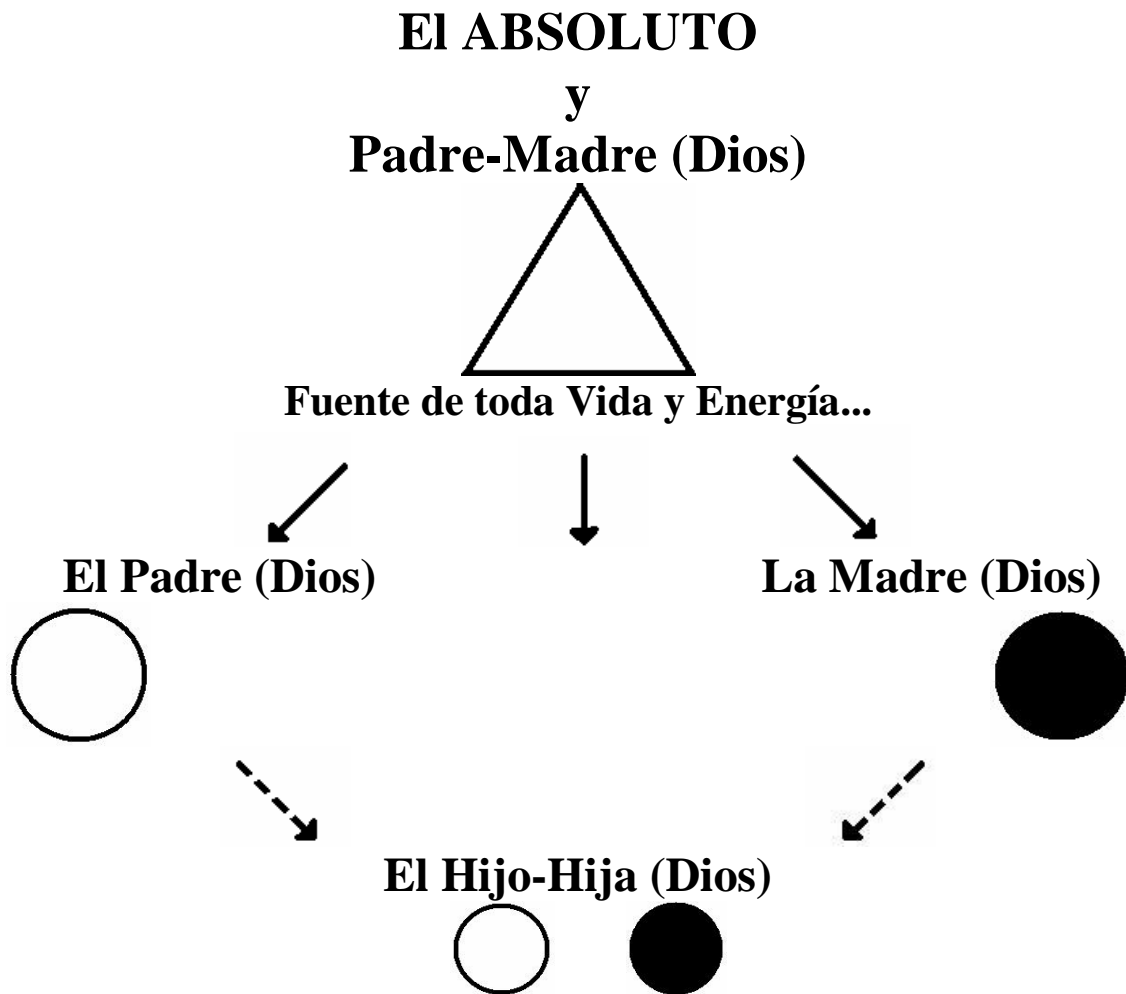 El ABSOLUTO
y
Padre-Madre (Dios)
Fuente de toda Vida y Energía...
El Padre (Dios)
La Madre (Dios)
El Hijo-Hija (Dios)